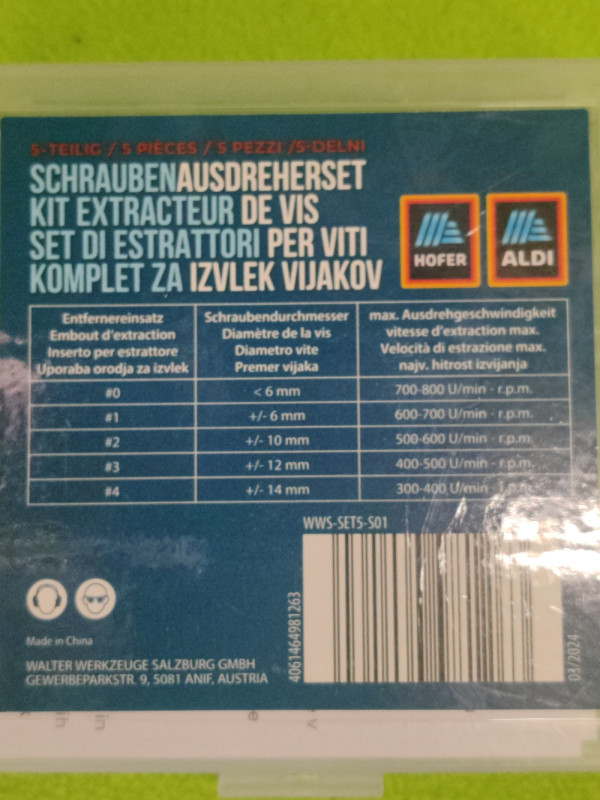 5-TEILIG / 5 PIÈCES / 5 PEZZI /5-DELNI
SCHRAUBENAUSDREHERSET
KIT EXTRACTEUR DE VIS
SET DI ESTRATTORI PER VITI
KOMPLET ZA IZVLEK VIJAKOV
HOFER
ALDI
Entfernereinsatz
Embout d'extraction
Inserto per estrattore
Uporaba orodja za izvlek
Schraubendurchmesser
Diamètre de la vis
Diametro vite
Premer vijaka
max. Ausdrehgeschwindigkeit
vitesse d'extraction max.
Velocità di estrazione max.
najv. hitrost izvijanja
#0 < 6 mm 700-800 U/min - r.p.m.
#1 +/- 6 mm 600-700 U/min - r.p.m.
#2 +/- 10 mm 500-600 U/min - r.p.m.
#3 +/- 12 mm 400-500 U/min - r.p.m.
#4 +/- 14 mm 300-400 U/min - r.p.m.
WWS-SET5-S01
4061464981263
03/2024
Made in China
WALTER WERKZEUGE SALZBURG GMBH
GEWERBEPARKSTR. 9, 5081 ANIF, AUSTRIA